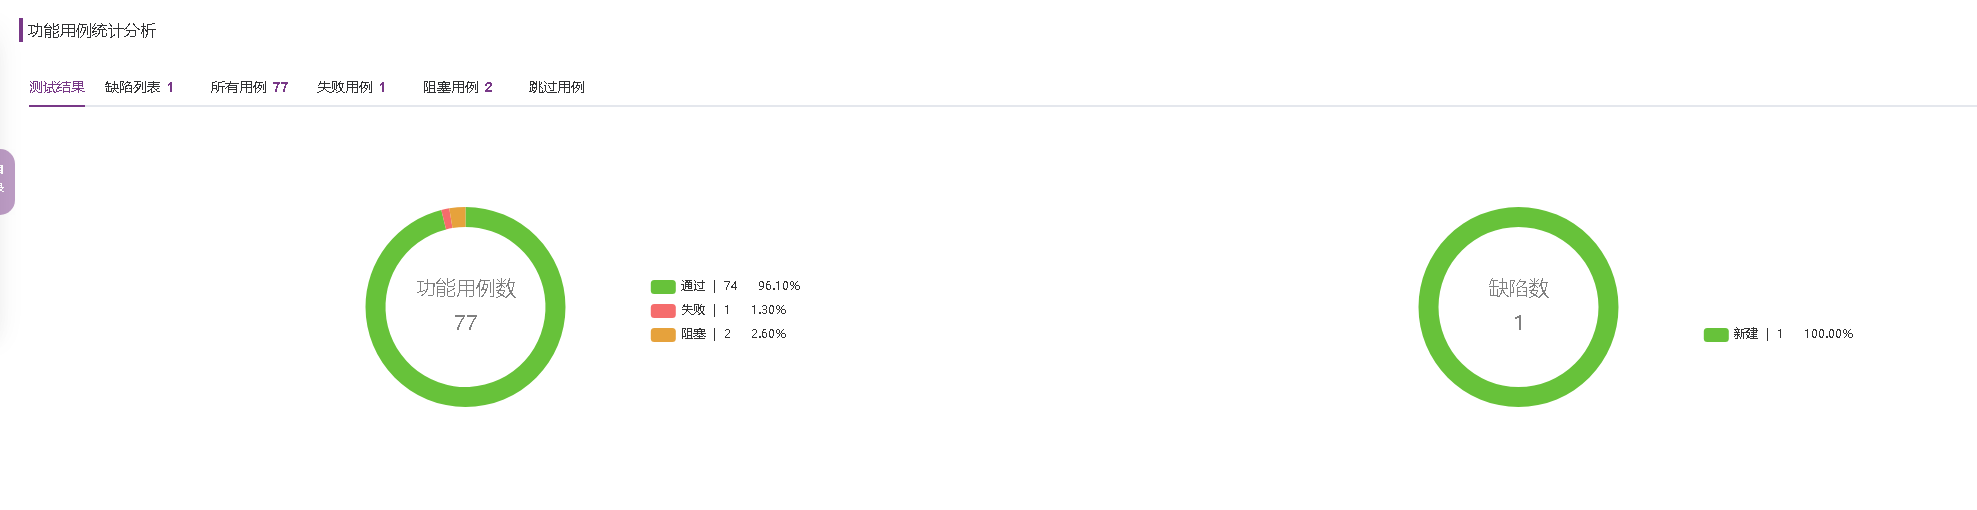 功能用例统计分析
测试结果 缺陷列表 1 所有用例 77 失败用例 1 阻塞用例 2 跳过用例
功能用例数
77
通过 | 74 96.10%
失败 | 1 1.30%
阻塞 | 2 2.60%
缺陷数
1
新建 | 1 100.00%